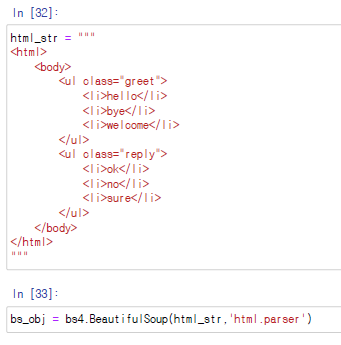 In [32]:
html_str = """
<html>
    <body>
        <ul class="greet">
            <li>hello</li>
            <li>bye</li>
            <li>welcome</li>
        </ul>
        <ul class="reply">
            <li>ok</li>
            <li>no</li>
            <li>sure</li>
        </ul>
    </body>
</html>
"""
In [33]:
bs_obj = bs4.BeautifulSoup(html_str,'html.parser')